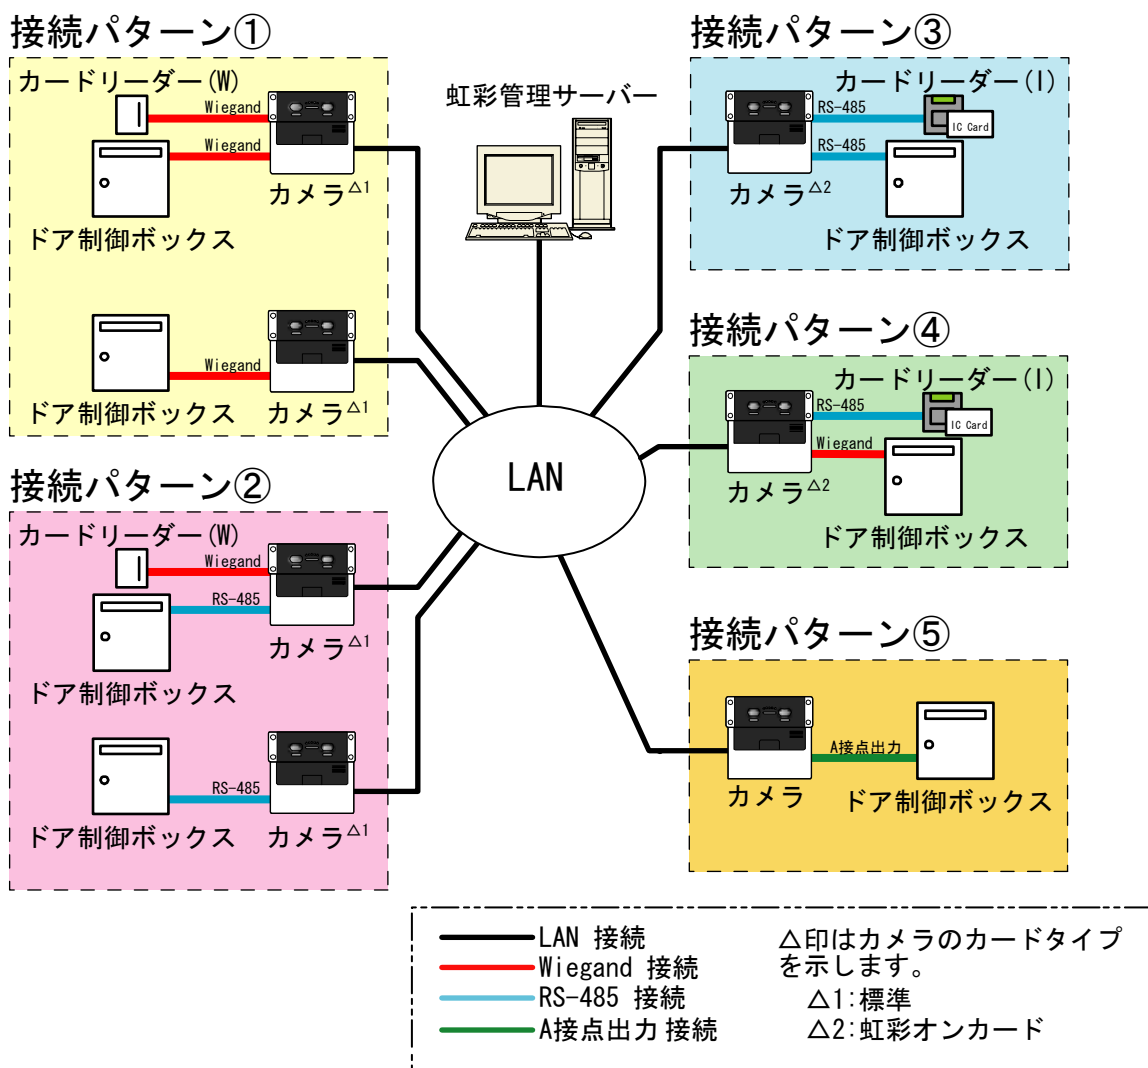 接続パターン①
カードリーダー(W)
Wiegand
Wiegand
カメラ△1
ドア制御ボックス
Wiegand
ドア制御ボックス
カメラ△1
接続パターン②
カードリーダー(W)
Wiegand
RS-485
カメラ△1
ドア制御ボックス
RS-485
ドア制御ボックス
カメラ△1
虹彩管理サーバー
LAN
接続パターン③
カードリーダー(I)
RS-485
IC Card
RS-485
カメラ△2
ドア制御ボックス
接続パターン④
カードリーダー(I)
RS-485
IC Card
Wiegand
カメラ△2
ドア制御ボックス
接続パターン⑤
A接点出力
カメラ
ドア制御ボックス
LAN 接続
Wiegand 接続
RS-485 接続
A接点出力 接続
△印はカメラのカードタイプ
を示します。
△1:標準
△2:虹彩オンカード